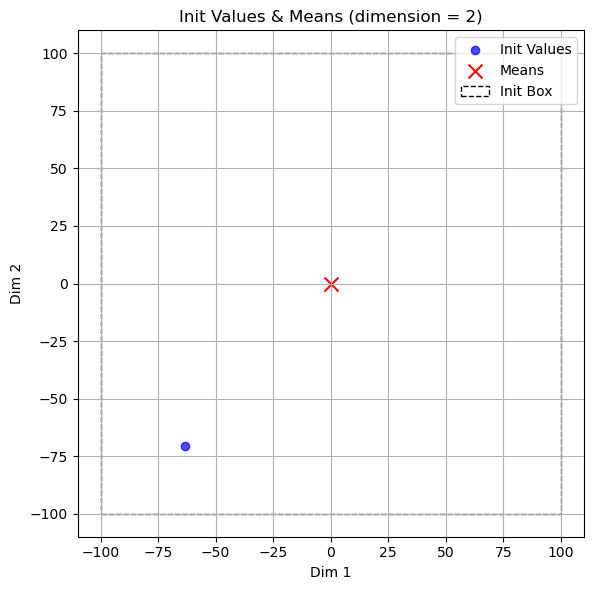 Init Values & Means (dimension = 2)
Init Values
Means
Init Box
100
75
50
25
0
−25
−50
−75
−100
Dim 2
−100 −75 −50 −25 0 25 50 75 100
Dim 1